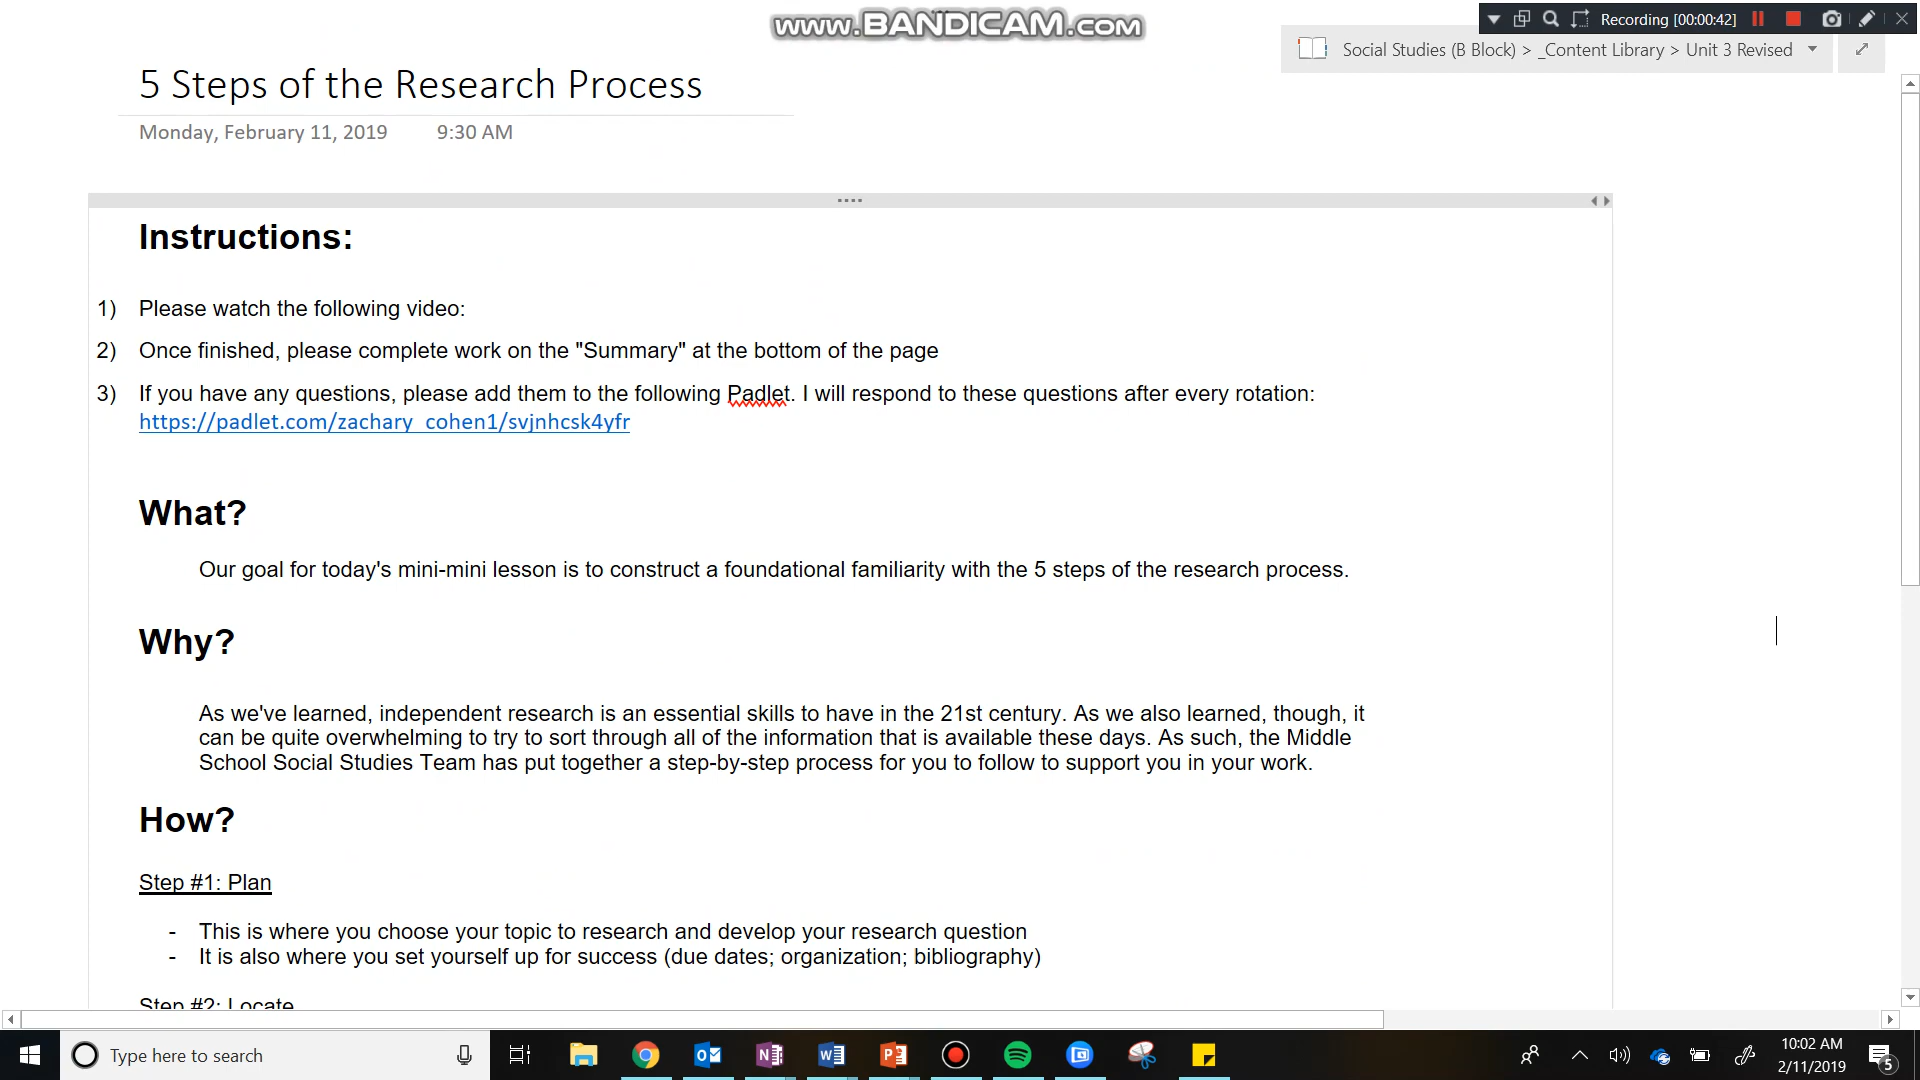 www.BANDICAM.com
Recording [00:00:42]
Social Studies (B Block) > _Content Library > Unit 3 Revised
5 Steps of the Research Process
Monday, February 11, 2019 9:30 AM
Instructions:
1) Please watch the following video:
2) Once finished, please complete work on the "Summary" at the bottom of the page
3) If you have any questions, please add them to the following Padlet. I will respond to these questions after every rotation:
https://padlet.com/zachary_cohen1/svjnhcsk4yfr
What?
Our goal for today's mini-mini lesson is to construct a foundational familiarity with the 5 steps of the research process.
Why?
As we've learned, independent research is an essential skills to have in the 21st century. As we also learned, though, it
can be quite overwhelming to try to sort through all of the information that is available these days. As such, the Middle
School Social Studies Team has put together a step-by-step process for you to follow to support you in your work.
How?
Step #1: Plan
- This is where you choose your topic to research and develop your research question
- It is also where you set yourself up for success (due dates; organization; bibliography)
Step #2: Locate
Type here to search
10:02 AM
2/11/2019
5